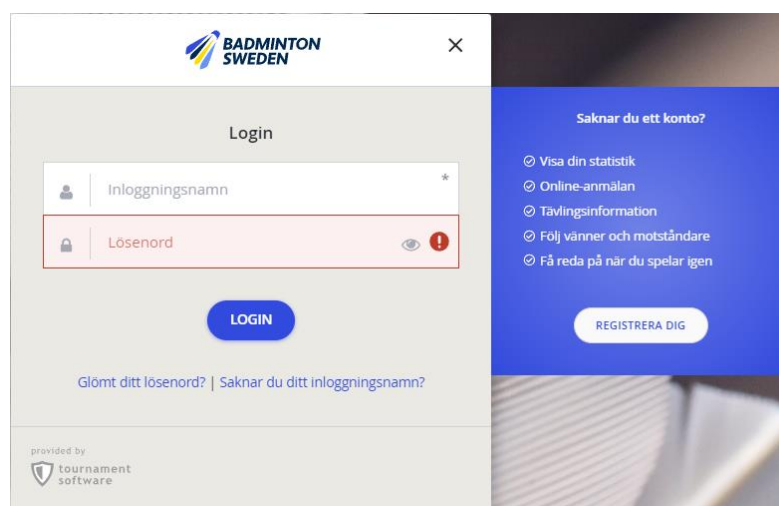 BADMINTON
SWEDEN
Login
Inloggningsnamn *
Lösenord
LOGIN
Glömt ditt lösenord? | Saknar du ditt inloggningsnamn?
provided by
tournament
software
Saknar du ett konto?
Visa din statistik
Online-anmälan
Tävlingsinformation
Följ vänner och motståndare
Få reda på när du spelar igen
REGISTRERA DIG